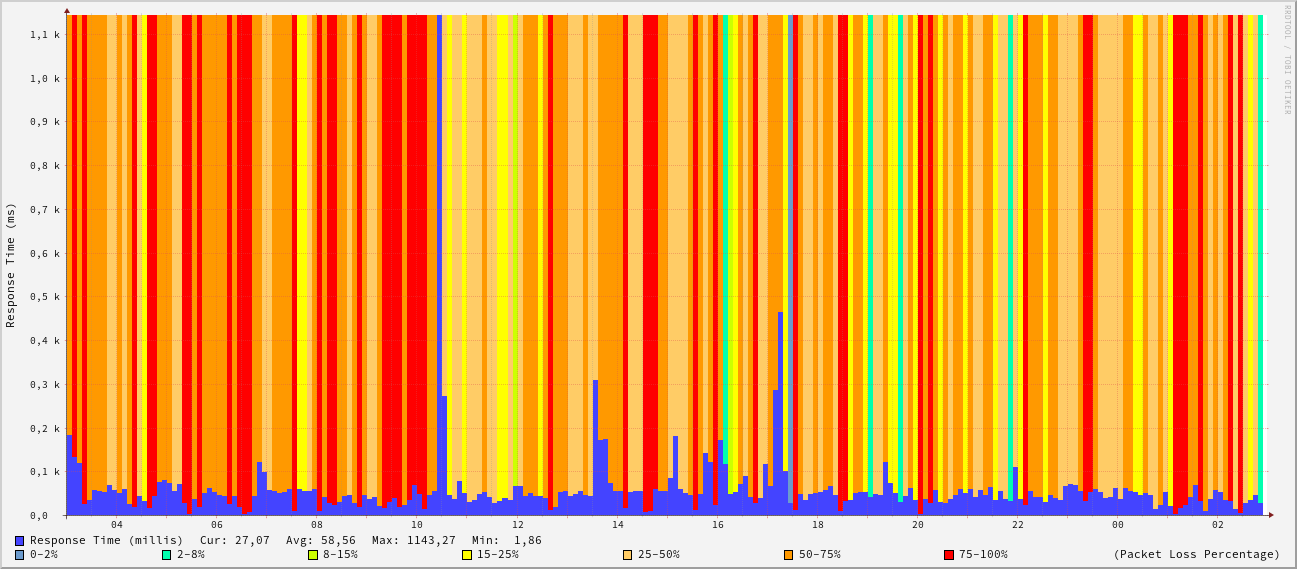 RRDTOOL / TOBI OETIKER
Response Time (ms)
1,1 k
1,0 k
0,9 k
0,8 k
0,7 k
0,6 k
0,5 k
0,4 k
0,3 k
0,2 k
0,1 k
0,0
04 06 08 10 12 14 16 18 20 22 00 02
Response Time (millis) Cur: 27,07 Avg: 58,56 Max: 1143,27 Min: 1,86
0-2% 2-8% 8-15% 15-25% 25-50% 50-75% 75-100% (Packet Loss Percentage)